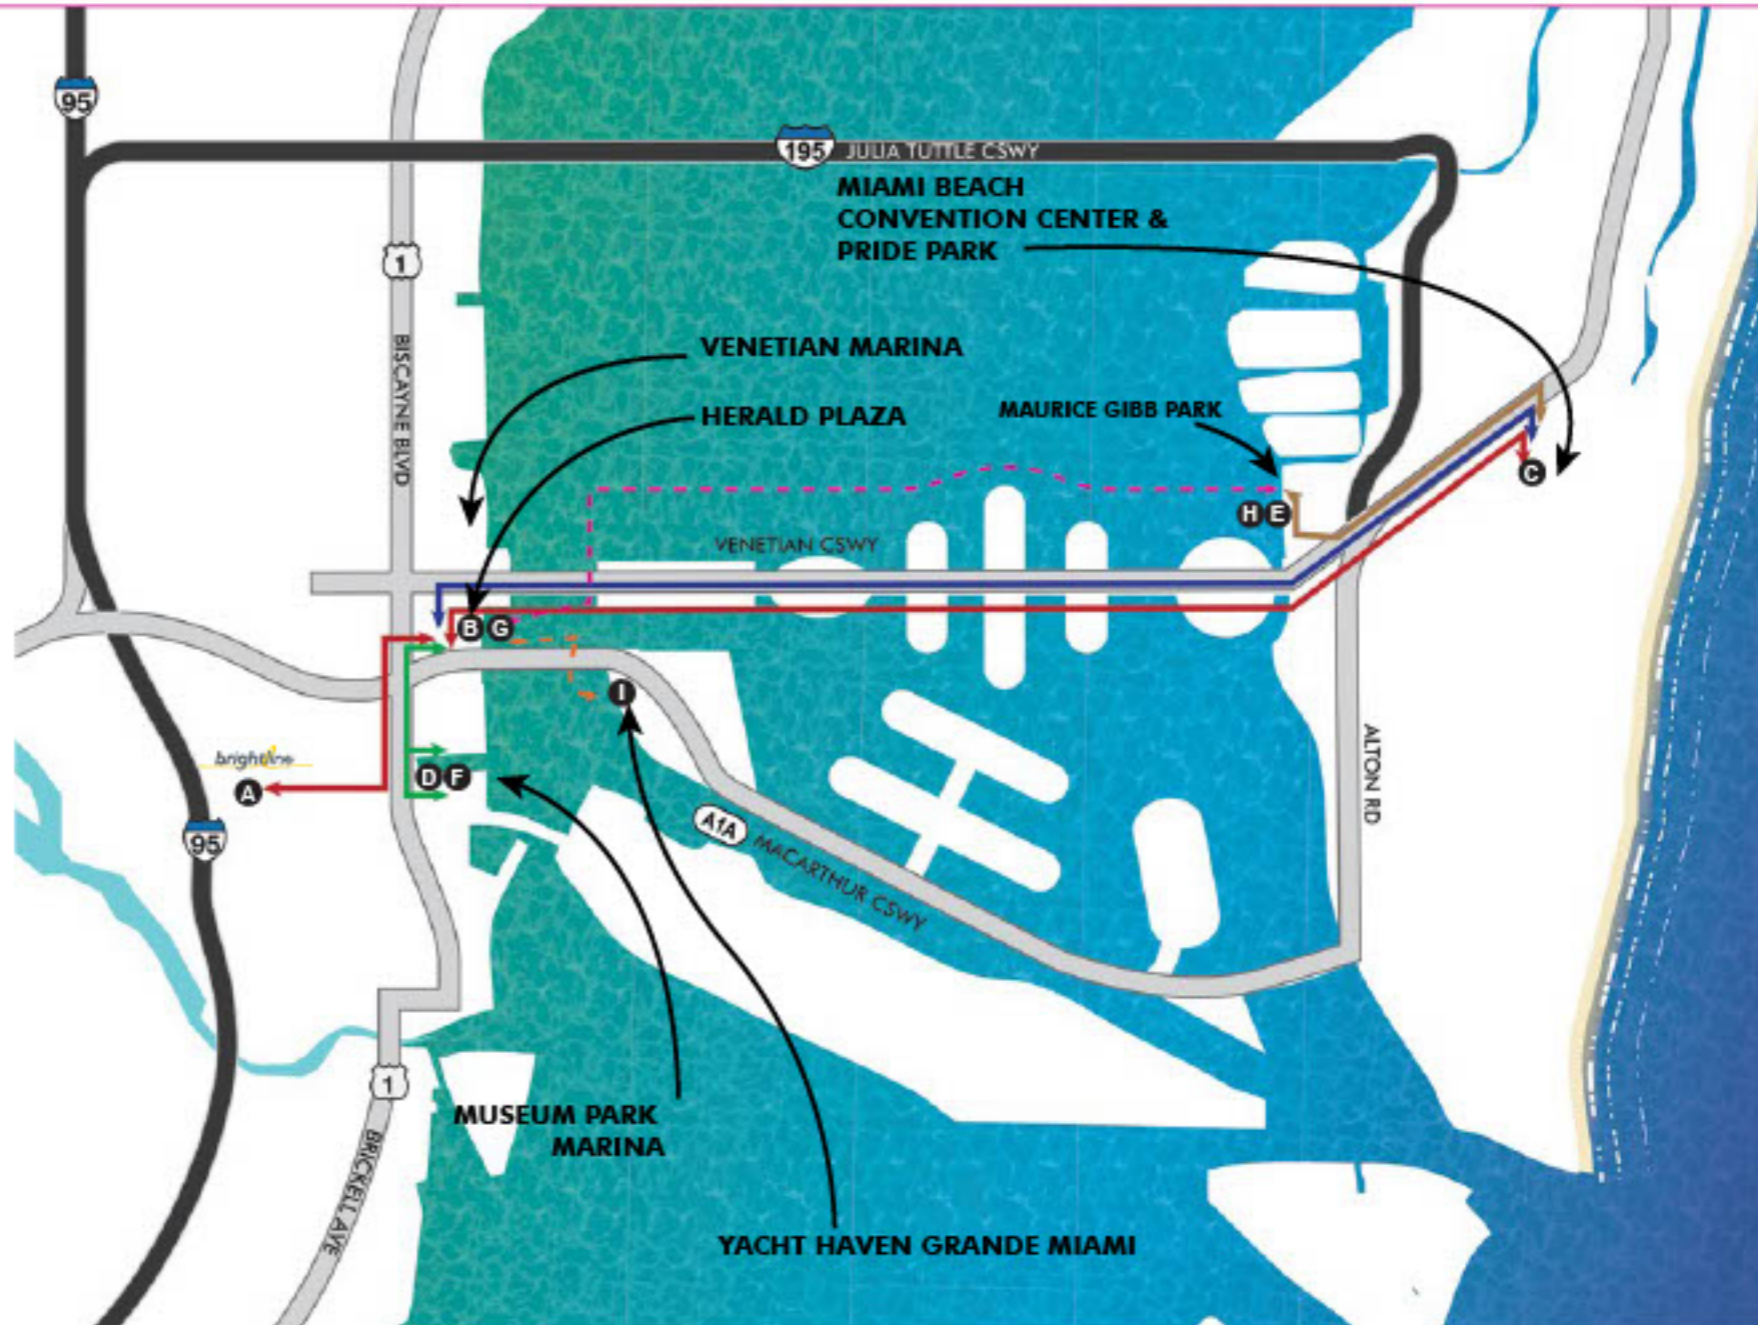 95
195
JULIA TUTTLE CSWY
MIAMI BEACH
CONVENTION CENTER &
PRIDE PARK
1
BISCAYNE BLVD
VENETIAN MARINA
HERALD PLAZA
MAURICE GIBB PARK
C
H E
VENETIAN CSWY
B G
I
brightline
A
D F
95
A1A
MACARTHUR CSWY
ALTON RD
1
MUSEUM PARK
MARINA
BRICKELL AVE
YACHT HAVEN GRANDE MIAMI